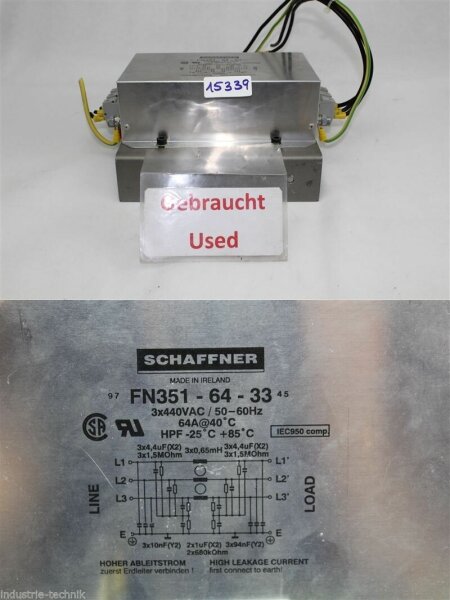 15339
Gebraucht
Used
SCHAFFNER
MADE IN IRELAND
97 FN351 - 64 - 33 45
3x440VAC / 50-60Hz
64A@40°C
HPF -25°C +85°C
IEC950 comp.
3x4,4uF(X2) 3x0,65mH 3x4,4uF(X2)
3x1,5MOhm 3x1,5MOhm
L1 L1'
L2 L2'
L3 L3'
LINE LOAD
E E
3x10nF(Y2) 2x1uF(X2) 3x94nF(Y2)
2x680kOhm
HOHER ABLEITSTROM HIGH LEAKAGE CURRENT
zuerst Erdleiter verbinden ! first connect to earth!
industrie-technik